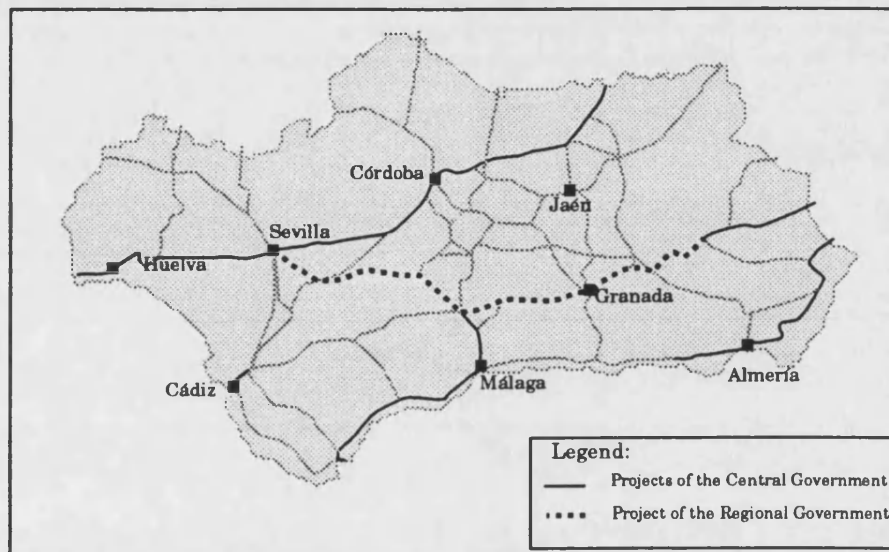 Córdoba
Jaén
Sevilla
Huelva
Granada
Cádiz
Málaga
Almería
Legend:
Projects of the Central Government
Project of the Regional Government